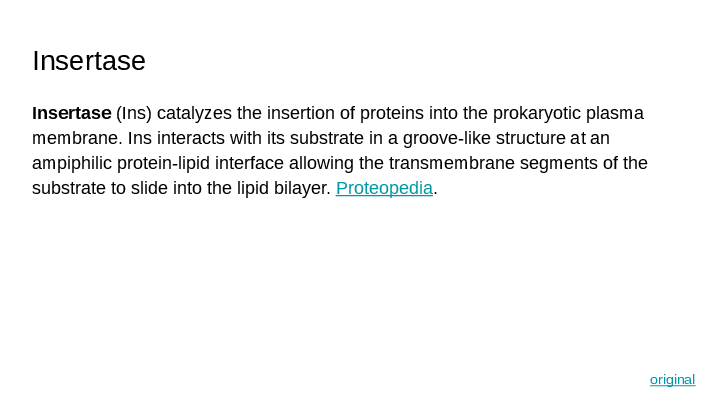 Insertase
Insertase (Ins) catalyzes the insertion of proteins into the prokaryotic plasma
membrane. Ins interacts with its substrate in a groove-like structure at an
ampiphilic protein-lipid interface allowing the transmembrane segments of the
substrate to slide into the lipid bilayer. Proteopedia.
original